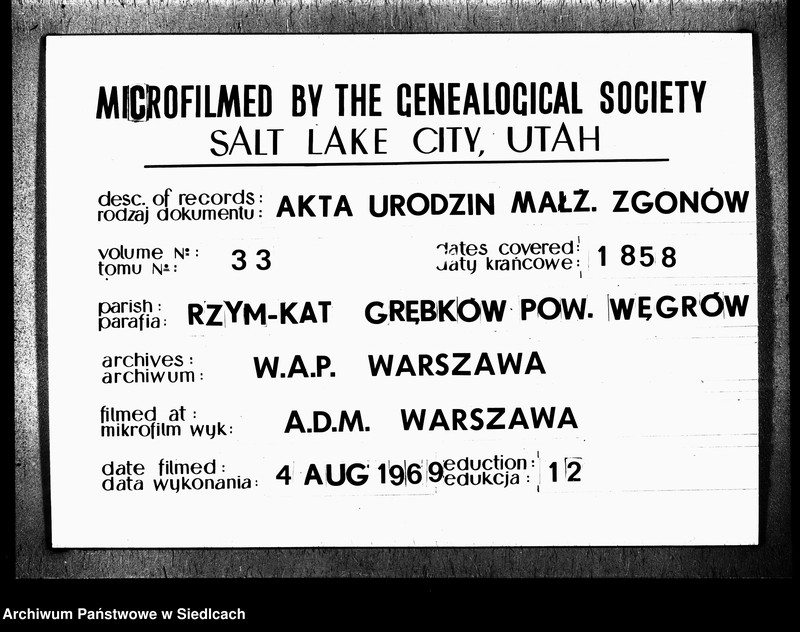 MICROFILMED BY THE GENEALOGICAL SOCIETY
SALT LAKE CITY, UTAH
desc. of records: AKTA URODZIN MAŁŻ. ZGONÓW
rodzaj dokumentu:
volume №: 33 dates covered: 1858
tomu №: daty krańcowe:
parish: RZYM-KAT GRĘBKÓW POW. WĘGRÓW
parafia:
archives: W.A.P. WARSZAWA
archiwum:
filmed at: A.D.M. WARSZAWA
mikrofilm wyk:
date filmed: 4 AUG 1969 eduction: 12
data wykonania: edukcja:
Archiwum Państwowe w Siedlcach